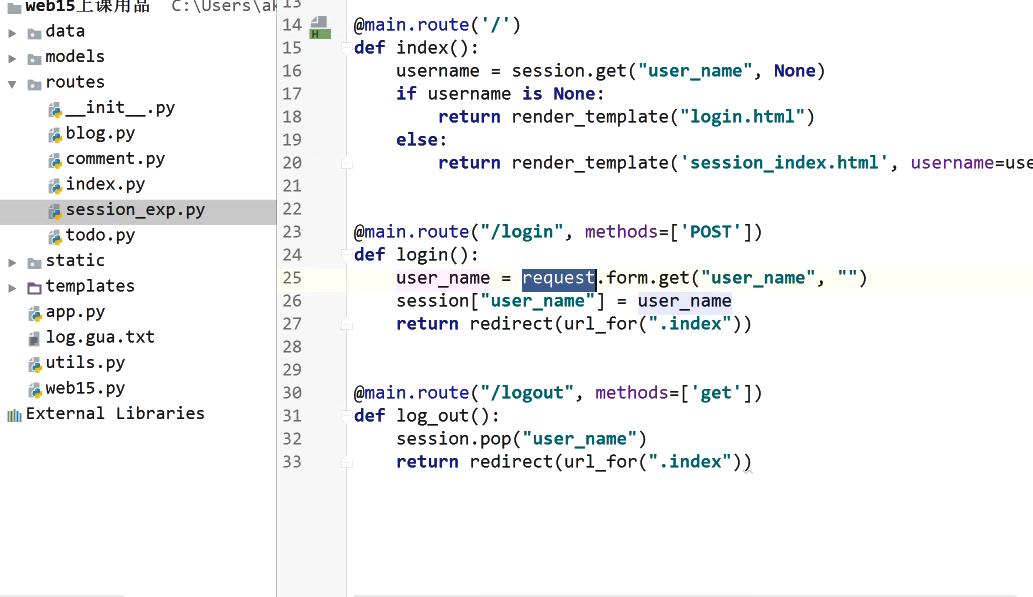 web15上课用品 C:\Users\ak
data
models
routes
__init__.py
blog.py
comment.py
index.py
session_exp.py
todo.py
static
templates
app.py
log.gua.txt
utils.py
web15.py
External Libraries
13
14 @main.route('/')
15 def index():
16 username = session.get("user_name", None)
17 if username is None:
18 return render_template("login.html")
19 else:
20 return render_template('session_index.html', username=use
21
22
23 @main.route("/login", methods=['POST'])
24 def login():
25 user_name = request.form.get("user_name", "")
26 session["user_name"] = user_name
27 return redirect(url_for(".index"))
28
29
30 @main.route("/logout", methods=['get'])
31 def log_out():
32 session.pop("user_name")
33 return redirect(url_for(".index"))